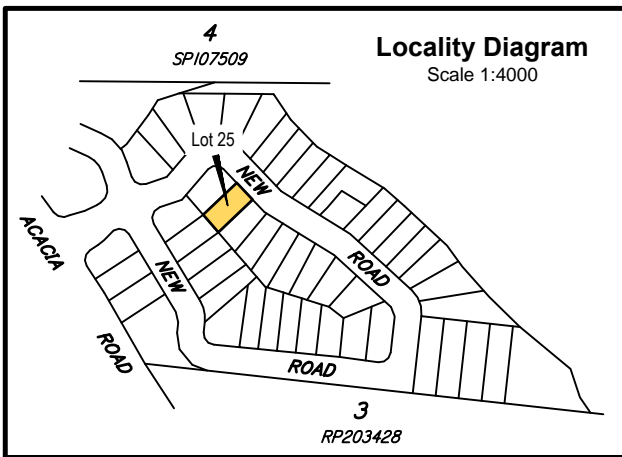 4
SP107509
Locality Diagram
Scale 1:4000
Lot 25
NEW
ROAD
ACACIA
ROAD
NEW
ROAD
3
RP203428